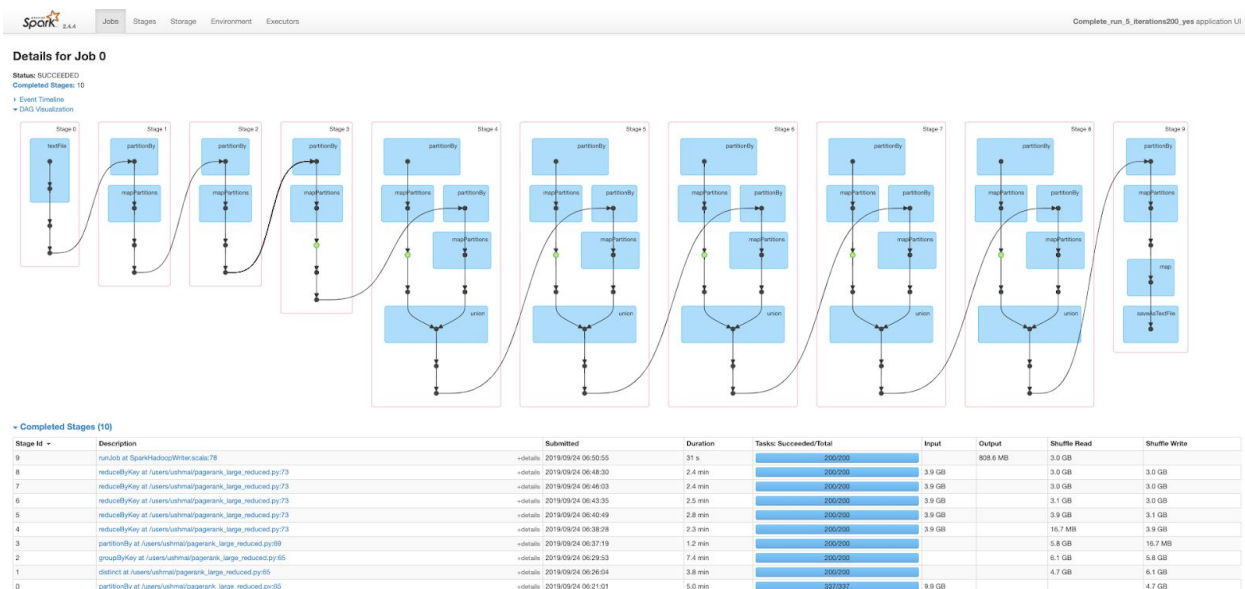 APACHE Spark 2.4.4 Jobs Stages Storage Environment Executors Complete_run_5_iterations200_yes application UI
Details for Job 0
Status: SUCCEEDED
Completed Stages: 10
Event Timeline
DAG Visualization
Stage 0 Stage 1 Stage 2 Stage 3 Stage 4 Stage 5 Stage 6 Stage 7 Stage 8 Stage 9
textFile partitionBy partitionBy partitionBy partitionBy partitionBy partitionBy partitionBy partitionBy partitionBy
mapPartitions mapPartitions mapPartitions mapPartitions partitionBy mapPartitions partitionBy mapPartitions partitionBy mapPartitions partitionBy mapPartitions partitionBy mapPartitions
mapPartitions mapPartitions mapPartitions mapPartitions mapPartitions
map
union union union union union saveAsTextFile
Completed Stages (10)
Stage Id Description Submitted Duration Tasks: Succeeded/Total Input Output Shuffle Read Shuffle Write
9 runJob at SparkHadoopWriter.scala:78 +details 2019/09/24 06:50:55 31 s 200/200 808.6 MB 3.0 GB
8 reduceByKey at /users/ushmal/pagerank_large_reduced.py:73 +details 2019/09/24 06:48:30 2.4 min 200/200 3.9 GB 3.0 GB 3.0 GB
7 reduceByKey at /users/ushmal/pagerank_large_reduced.py:73 +details 2019/09/24 06:46:03 2.4 min 200/200 3.9 GB 3.0 GB 3.0 GB
6 reduceByKey at /users/ushmal/pagerank_large_reduced.py:73 +details 2019/09/24 06:43:35 2.5 min 200/200 3.9 GB 3.1 GB 3.0 GB
5 reduceByKey at /users/ushmal/pagerank_large_reduced.py:73 +details 2019/09/24 06:40:49 2.8 min 200/200 3.9 GB 3.9 GB 3.1 GB
4 reduceByKey at /users/ushmal/pagerank_large_reduced.py:73 +details 2019/09/24 06:38:28 2.3 min 200/200 3.9 GB 16.7 MB 3.9 GB
3 partitionBy at /users/ushmal/pagerank_large_reduced.py:69 +details 2019/09/24 06:37:19 1.2 min 200/200 5.8 GB 16.7 MB
2 groupByKey at /users/ushmal/pagerank_large_reduced.py:65 +details 2019/09/24 06:29:53 7.4 min 200/200 6.1 GB 5.8 GB
1 distinct at /users/ushmal/pagerank_large_reduced.py:65 +details 2019/09/24 06:26:04 3.8 min 200/200 4.7 GB 6.1 GB
0 partitionBy at /users/ushmal/pagerank_large_reduced.py:65 +details 2019/09/24 06:21:01 5.0 min 337/337 9.9 GB 4.7 GB